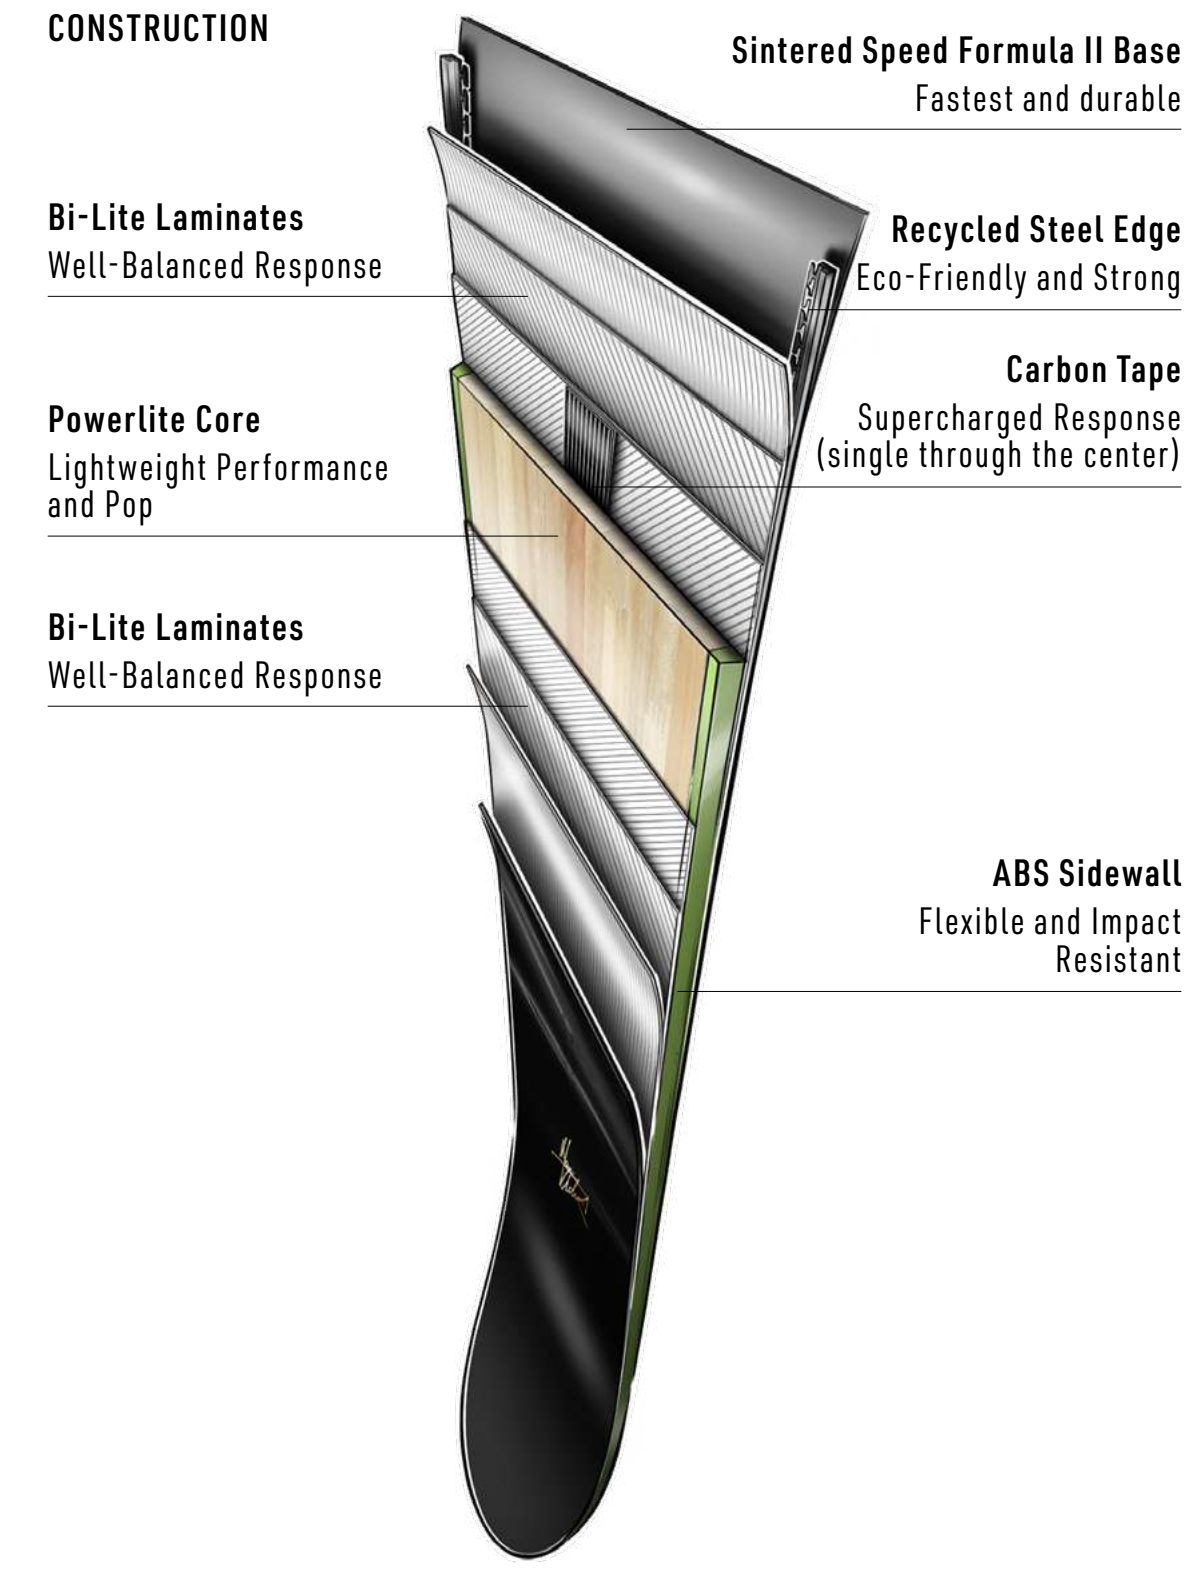 CONSTRUCTION
Sintered Speed Formula II Base
Fastest and durable
Bi-Lite Laminates
Well-Balanced Response
Recycled Steel Edge
Eco-Friendly and Strong
Carbon Tape
Supercharged Response
(single through the center)
Powerlite Core
Lightweight Performance
and Pop
Bi-Lite Laminates
Well-Balanced Response
ABS Sidewall
Flexible and Impact
Resistant